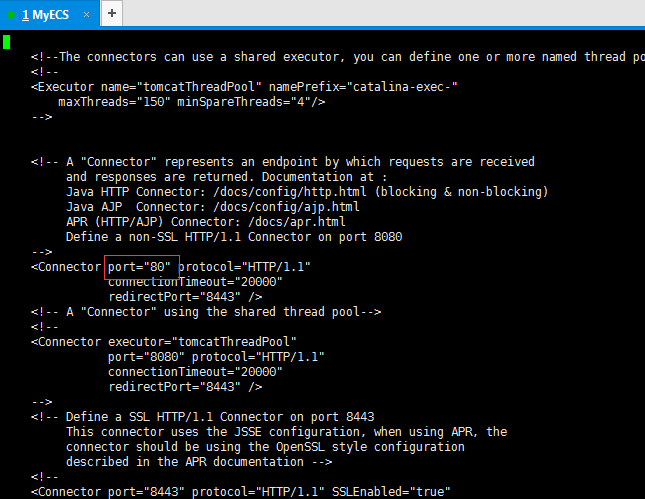 1 MyECS × +
<!--The connectors can use a shared executor, you can define one or more named thread
<!--
<Executor name="tomcatThreadPool" namePrefix="catalina-exec-"
maxThreads="150" minSpareThreads="4"/>
-->
<!-- A "Connector" represents an endpoint by which requests are received
and responses are returned. Documentation at :
Java HTTP Connector: /docs/config/http.html (blocking & non-blocking)
Java AJP  Connector: /docs/config/ajp.html
APR (HTTP/AJP) Connector: /docs/apr.html
Define a non-SSL HTTP/1.1 Connector on port 8080
-->
<Connector port="80" protocol="HTTP/1.1"
connectionTimeout="20000"
redirectPort="8443" />
<!-- A "Connector" using the shared thread pool-->
<!--
<Connector executor="tomcatThreadPool"
port="8080" protocol="HTTP/1.1"
connectionTimeout="20000"
redirectPort="8443" />
-->
<!-- Define a SSL HTTP/1.1 Connector on port 8443
This connector uses the JSSE configuration, when using APR, the
connector should be using the OpenSSL style configuration
described in the APR documentation -->
<!--
<Connector port="8443" protocol="HTTP/1.1" SSLEnabled="true"